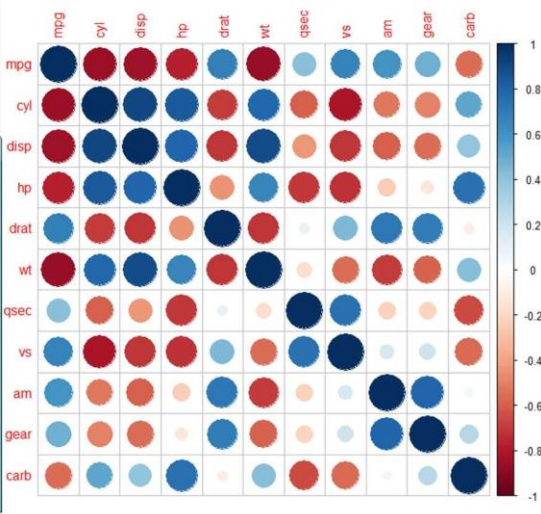 mpg cyl disp hp drat wt qsec vs am gear carb
mpg
cyl
disp
hp
drat
wt
qsec
vs
am
gear
carb
1
0.8
0.6
0.4
0.2
0
-0.2
-0.4
-0.6
-0.8
-1